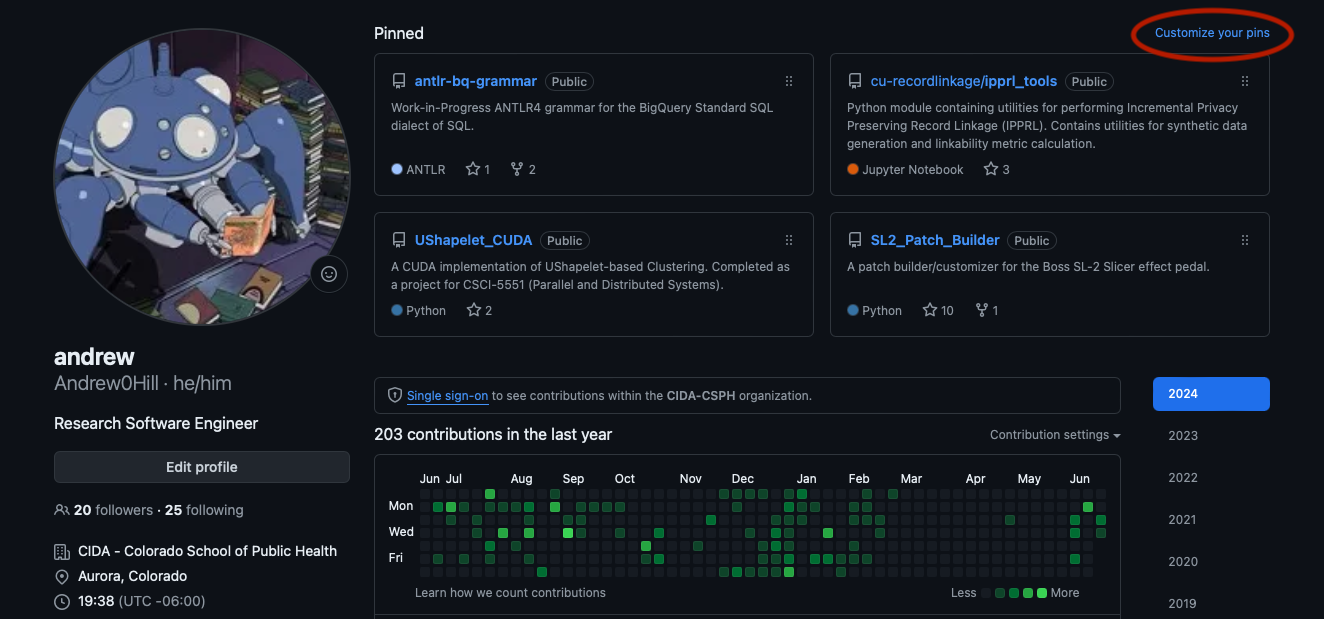 Pinned
Customize your pins
antlr-bq-grammar Public
Work-in-Progress ANTLR4 grammar for the BigQuery Standard SQL
dialect of SQL.
ANTLR 1 2
cu-recordlinkage/ipprl_tools Public
Python module containing utilities for performing Incremental Privacy
Preserving Record Linkage (IPPRL). Contains utilities for synthetic data
generation and linkability metric calculation.
Jupyter Notebook 3
UShapelet_CUDA Public
A CUDA implementation of UShapelet-based Clustering. Completed as
a project for CSCI-5551 (Parallel and Distributed Systems).
Python 2
SL2_Patch_Builder Public
A patch builder/customizer for the Boss SL-2 Slicer effect pedal.
Python 10 1
andrew
Andrew0Hill · he/him
Research Software Engineer
Edit profile
20 followers · 25 following
CIDA - Colorado School of Public Health
Aurora, Colorado
19:38 (UTC -06:00)
Single sign-on to see contributions within the CIDA-CSPH organization.
203 contributions in the last year
Contribution settings
Jun Jul Aug Sep Oct Nov Dec Jan Feb Mar Apr May Jun
Mon
Wed
Fri
Learn how we count contributions
Less More
2024
2023
2022
2021
2020
2019